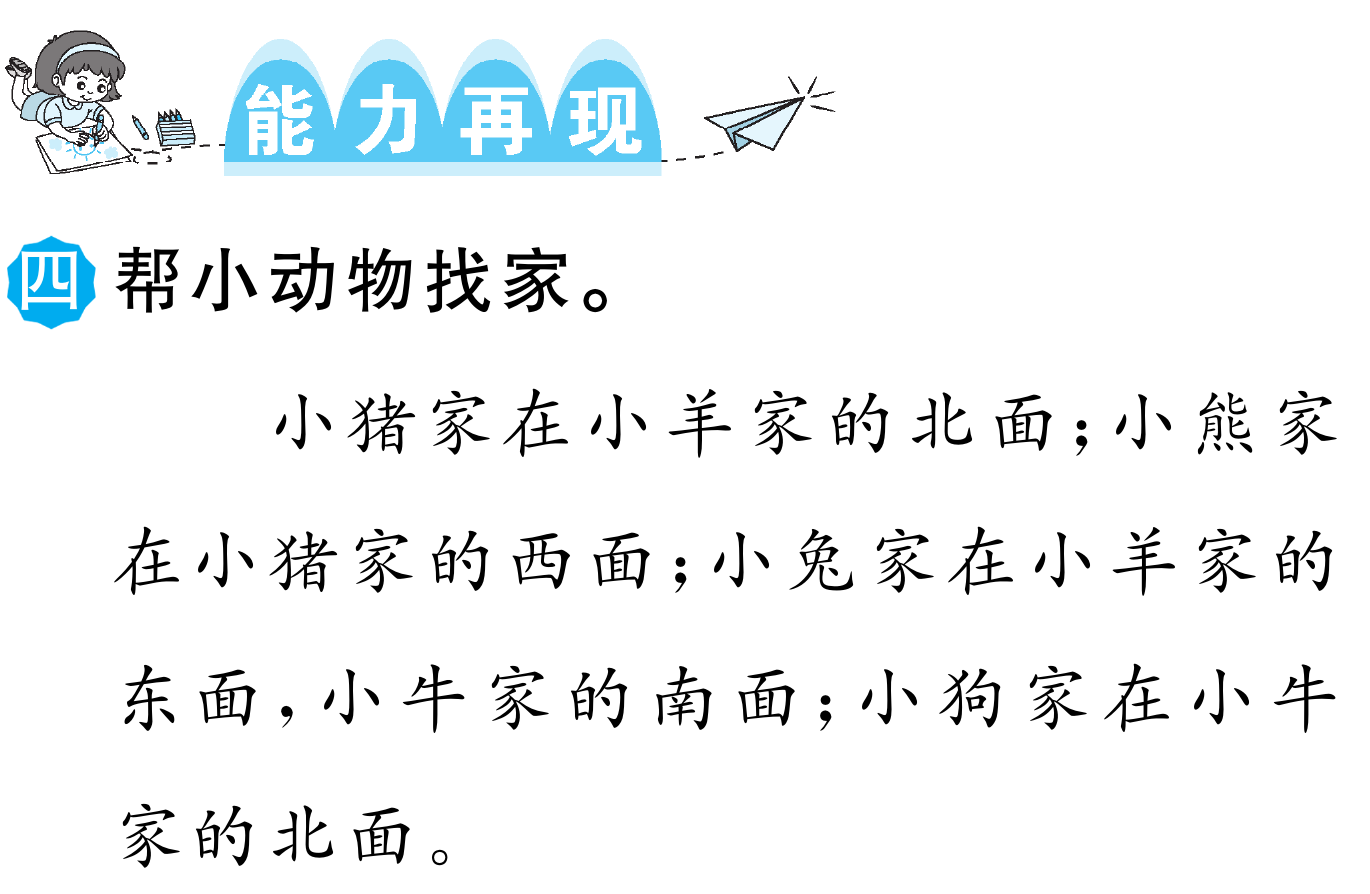 能力再现
四 帮小动物找家。
小猪家在小羊家的北面;小熊家
在小猪家的西面;小兔家在小羊家的
东面,小牛家的南面;小狗家在小牛
家的北面。